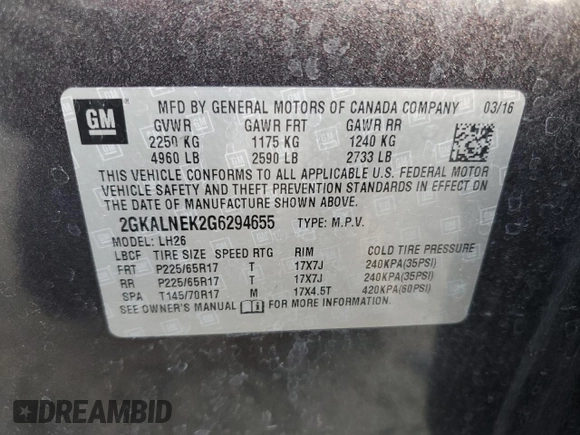 GM
MFD BY GENERAL MOTORS OF CANADA COMPANY 03/16
GVWR GAWR FRT GAWR RR
2250 KG 1175 KG 1240 KG
4960 LB 2590 LB 2733 LB
THIS VEHICLE CONFORMS TO ALL APPLICABLE U.S. FEDERAL MOTOR
VEHICLE SAFETY AND THEFT PREVENTION STANDARDS IN EFFECT ON
THE DATE OF MANUFACTURE SHOWN ABOVE.
2GKALNEK2G6294655 TYPE: M.P.V.
MODEL: LH26
LBCF TIRE SIZE SPEED RTG RIM COLD TIRE PRESSURE
FRT P225/65R17 T 17X7J 240KPA(35PSI)
RR P225/65R17 T 17X7J 240KPA(35PSI)
SPA T145/70R17 M 17X4.5T 420KPA(60PSI)
SEE OWNER'S MANUAL FOR MORE INFORMATION.
DREAMBID